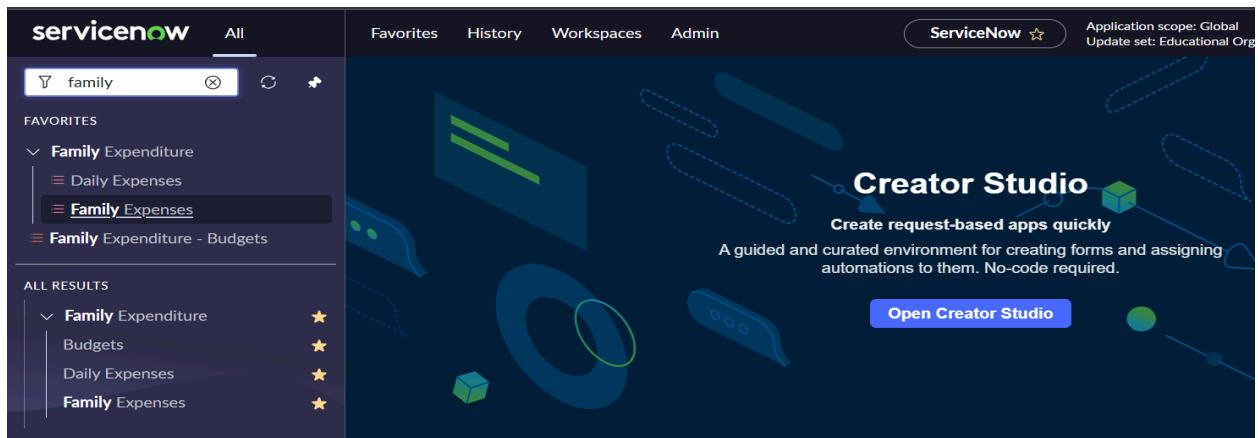 servicenow
All
Favorites
History
Workspaces
Admin
ServiceNow
Application scope: Global
Update set: Educational Org
family
FAVORITES
Family Expenditure
Daily Expenses
Family Expenses
Family Expenditure - Budgets
ALL RESULTS
Family Expenditure
Budgets
Daily Expenses
Family Expenses
Creator Studio
Create request-based apps quickly
A guided and curated environment for creating forms and assigning
automations to them. No-code required.
Open Creator Studio